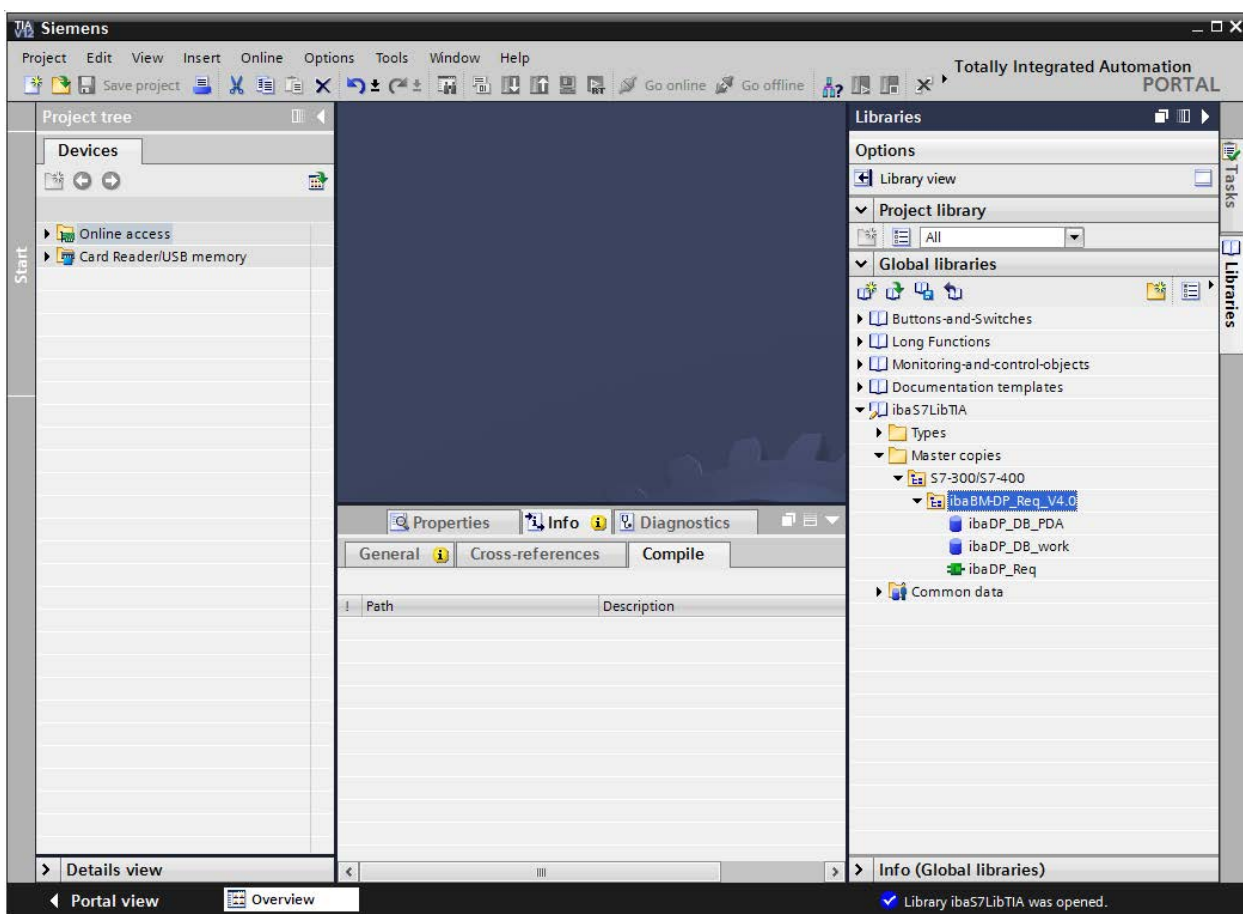 TIA V12 Siemens
Project Edit View Insert Online Options Tools Window Help
Totally Integrated Automation
PORTAL
Save project
Go online
Go offline
Start
Project tree
Devices
Online access
Card Reader/USB memory
Details view
Properties Info Diagnostics
General Cross-references Compile
! Path Description
Libraries
Options
Library view
Project library
All
Global libraries
Buttons-and-Switches
Long Functions
Monitoring-and-control-objects
Documentation templates
ibaS7LibTIA
Types
Master copies
S7-300/S7-400
ibaBM-DP_Req_V4.0
ibaDP_DB_PDA
ibaDP_DB_work
ibaDP_Req
Common data
Info (Global libraries)
Tasks
Libraries
Portal view
Overview
Library ibaS7LibTIA was opened.